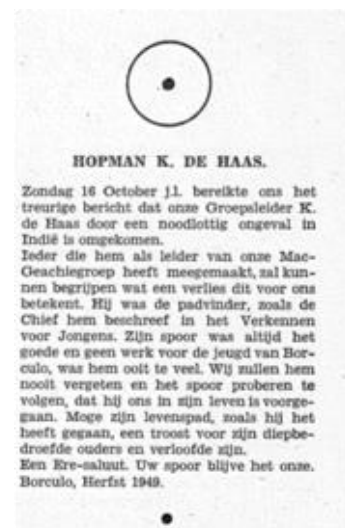 HOPMAN K. DE HAAS.
Zondag 16 October j.l. bereikte ons het
treurige bericht dat onze Groepsleider K.
de Haas door een noodlottig ongeval in
Indië is omgekomen.
Ieder die hem als leider van onze Mac-
Geachiegroep heeft meegemaakt, zal kun-
nen begrijpen wat een verlies dit voor ons
betekent. Hij was de padvinder, zoals de
Chief hem beschreef in het Verkennen
voor Jongens. Zijn spoor was altijd het
goede en geen werk voor de jeugd van Bor-
culo, was hem ooit te veel. Wij zullen hem
nooit vergeten en het spoor proberen te
volgen, dat hij ons in zijn leven is voorge-
gaan. Moge zijn levenspad, zoals hij het
heeft gegaan, een troost voor zijn diepbe-
droefde ouders en verloofde zijn.
Een Ere-saluut. Uw spoor blijve het onze.
Borculo, Herfst 1949.